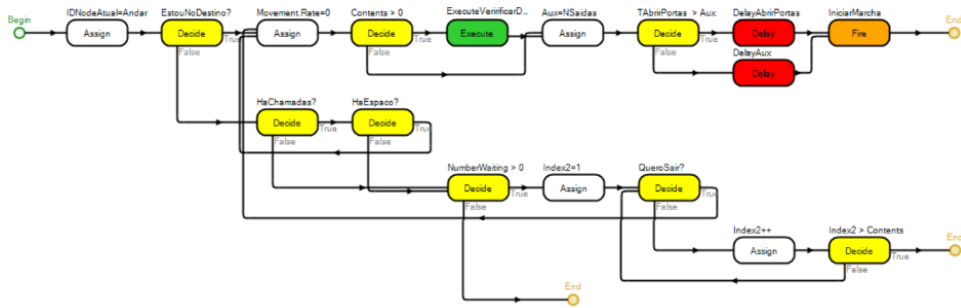 Begin
IDNodeAtual=Andar
Assign
EstouNoDestino?
Decide
True
False
Movement.Rate=0
Assign
Contents > 0
Decide
True
False
ExecuteVeririficarD...
Execute
Aux=NSaidas
Assign
TAbrirPortas > Aux
Decide
True
False
DelayAbrirPortas
Delay
DelayAux
Delay
IniciarMarcha
Fire
End
HaChamadas?
Decide
True
False
HaEspaco?
Decide
True
False
NumberWaiting > 0
Decide
True
False
Index2=1
Assign
QueroSair?
Decide
True
False
Index2++
Assign
Index2 > Contents
Decide
True
False
End
End